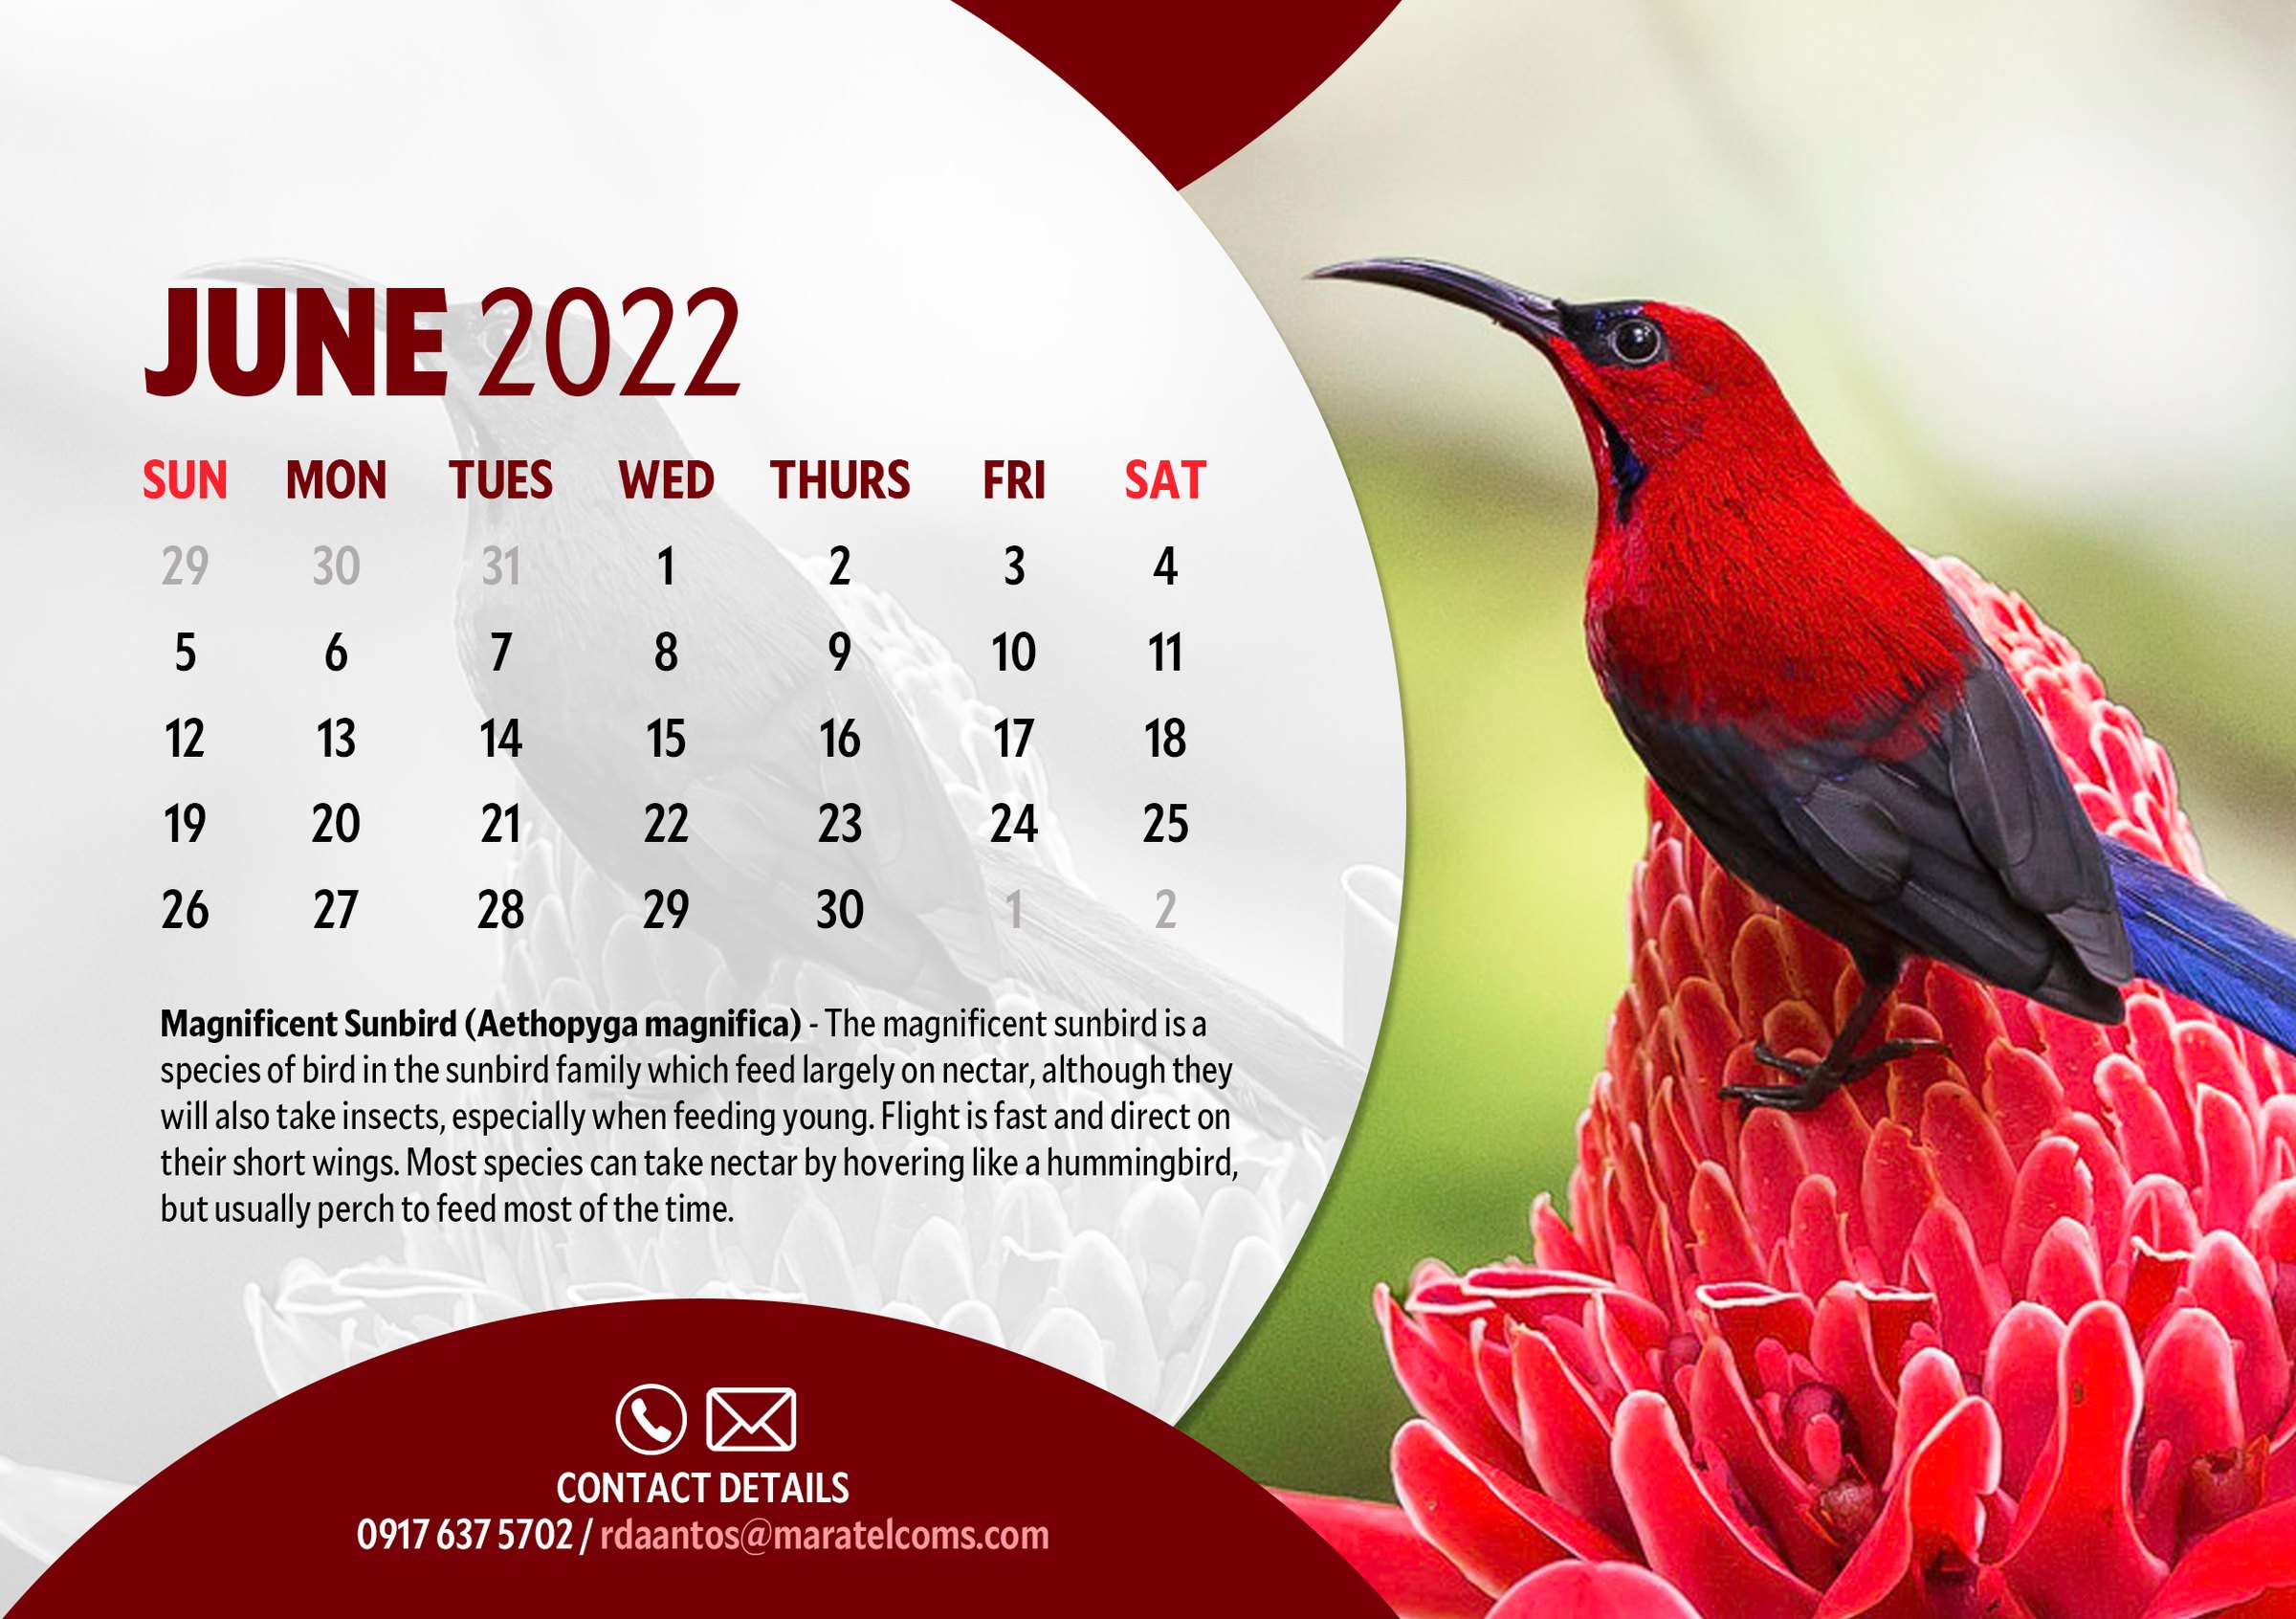 JUNE 2022
SUN MON TUES WED THURS FRI SAT
29 30 31 1 2 3 4
5 6 7 8 9 10 11
12 13 14 15 16 17 18
19 20 21 22 23 24 25
26 27 28 29 30 1 2
Magnificent Sunbird (Aethopyga magnifica) - The magnificent sunbird is a
species of bird in the sunbird family which feed largely on nectar, although they
will also take insects, especially when feeding young. Flight is fast and direct on
their short wings. Most species can take nectar by hovering like a hummingbird,
but usually perch to feed most of the time.
CONTACT DETAILS
0917 637 5702 / rdaantos@maratelcoms.com